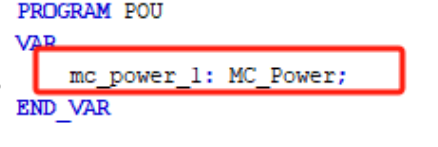 PROGRAM POU
VAR
mc_power_1: MC_Power;
END_VAR